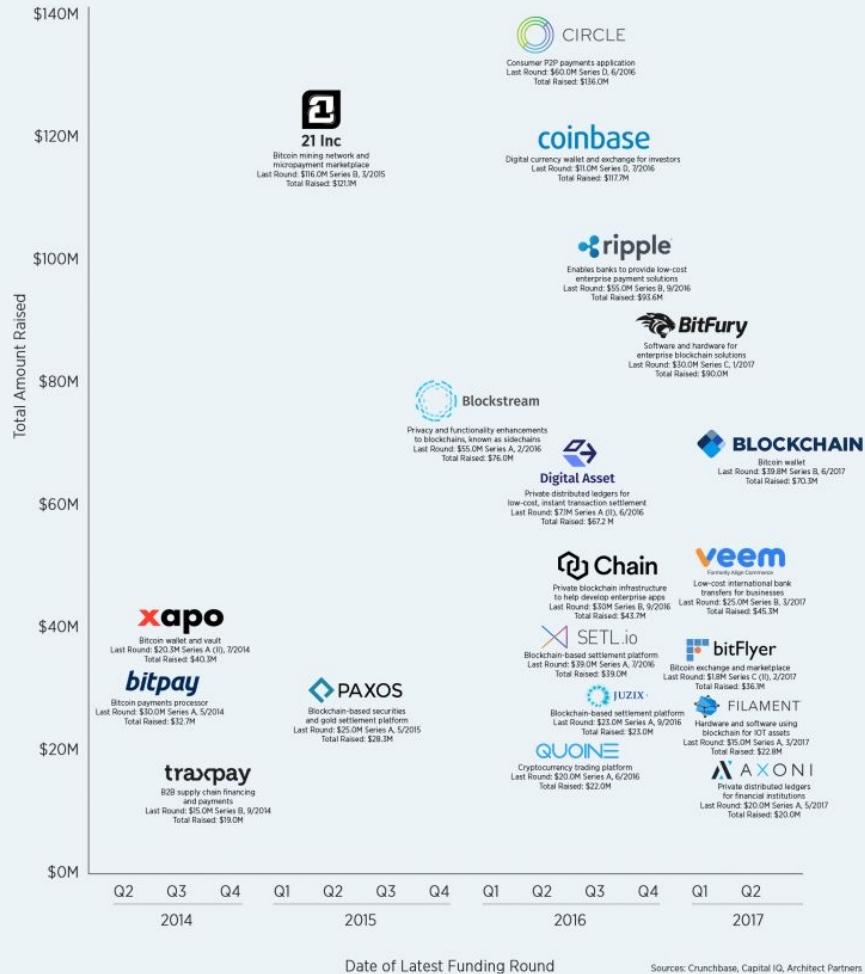 $140M
CIRCLE
Consumer P2P payments application
Last Round: $60.0M Series D, 6/2016
Total Raised: $136.0M
$120M
21 Inc
Bitcoin mining network and
micropayment marketplace
Last Round: $116.0M Series B, 3/2015
Total Raised: $121.1M
coinbase
Digital currency wallet and exchange for investors
Last Round: $11.0M Series D, 7/2016
Total Raised: $117.7M
$100M
ripple
Enables banks to provide low-cost
enterprise payment solutions
Last Round: $55.0M Series B, 9/2016
Total Raised: $93.6M
BitFury
Software and hardware for
enterprise blockchain solutions
Last Round: $30.0M Series C, 1/2017
Total Raised: $90.0M
Total Amount Raised
$80M
Blockstream
Privacy and functionality enhancements
to blockchains, known as sidechains
Last Round: $55.0M Series A, 2/2016
Total Raised: $76.0M
BLOCKCHAIN
Bitcoin wallet
Last Round: $39.8M Series B, 6/2017
Total Raised: $70.3M
Digital Asset
Private distributed ledgers for
low-cost, instant transaction settlement
Last Round: $7.1M Series A (II), 6/2016
Total Raised: $67.2 M
$60M
Chain
Private blockchain infrastructure
to help develop enterprise apps
Last Round: $30M Series B, 9/2016
Total Raised: $43.7M
veem
Formerly Align Commerce
Low-cost international bank
transfers for businesses
Last Round: $25.0M Series B, 3/2017
Total Raised: $45.3M
$40M
xapo
Bitcoin wallet and vault
Last Round: $20.3M Series A (II), 7/2014
Total Raised: $40.3M
SETL.io
Blockchain-based settlement platform
Last Round: $39.0M Series A, 7/2016
Total Raised: $39.0M
bitFlyer
Bitcoin exchange and marketplace
Last Round: $1.8M Series C (II), 2/2017
Total Raised: $36.1M
bitpay
Bitcoin payments processor
Last Round: $30.0M Series A, 5/2014
Total Raised: $32.7M
PAXOS
Blockchain-based securities
and gold settlement platform
Last Round: $25.0M Series A, 5/2015
Total Raised: $28.3M
JUZIX
Blockchain-based settlement platform
Last Round: $23.0M Series A, 9/2016
Total Raised: $23.0M
FILAMENT
Hardware and software using
blockchain for IOT assets
Last Round: $15.0M Series A, 3/2017
Total Raised: $22.8M
$20M
QUOINE
Cryptocurrency trading platform
Last Round: $20.0M Series A, 6/2016
Total Raised: $22.0M
traxpay
B2B supply chain financing
and payments
Last Round: $15.0M Series B, 9/2014
Total Raised: $19.0M
AXONI
Private distributed ledgers
for financial institutions
Last Round: $20.0M Series A, 5/2017
Total Raised: $20.0M
$0M
Q2 Q3 Q4 Q1 Q2 Q3 Q4 Q1 Q2 Q3 Q4 Q1 Q2
2014 2015 2016 2017
Date of Latest Funding Round
Sources: Crunchbase, Capital IQ, Architect Partners